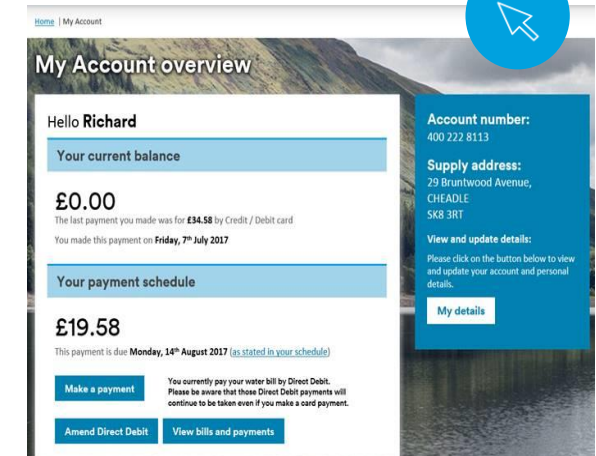 Home | My Account
My Account overview
Hello Richard
Your current balance
£0.00
The last payment you made was for £34.58 by Credit / Debit card
You made this payment on Friday, 7th July 2017
Your payment schedule
£19.58
This payment is due Monday, 14th August 2017 (as stated in your schedule)
Make a payment
You currently pay your water bill by Direct Debit.
Please be aware that those Direct Debit payments will
continue to be taken even if you make a card payment.
Amend Direct Debit
View bills and payments
Account number:
400 222 8113
Supply address:
29 Bruntwood Avenue,
CHEADLE
SK8 3RT
View and update details:
Please click on the button below to view
and update your account and personal
details.
My details